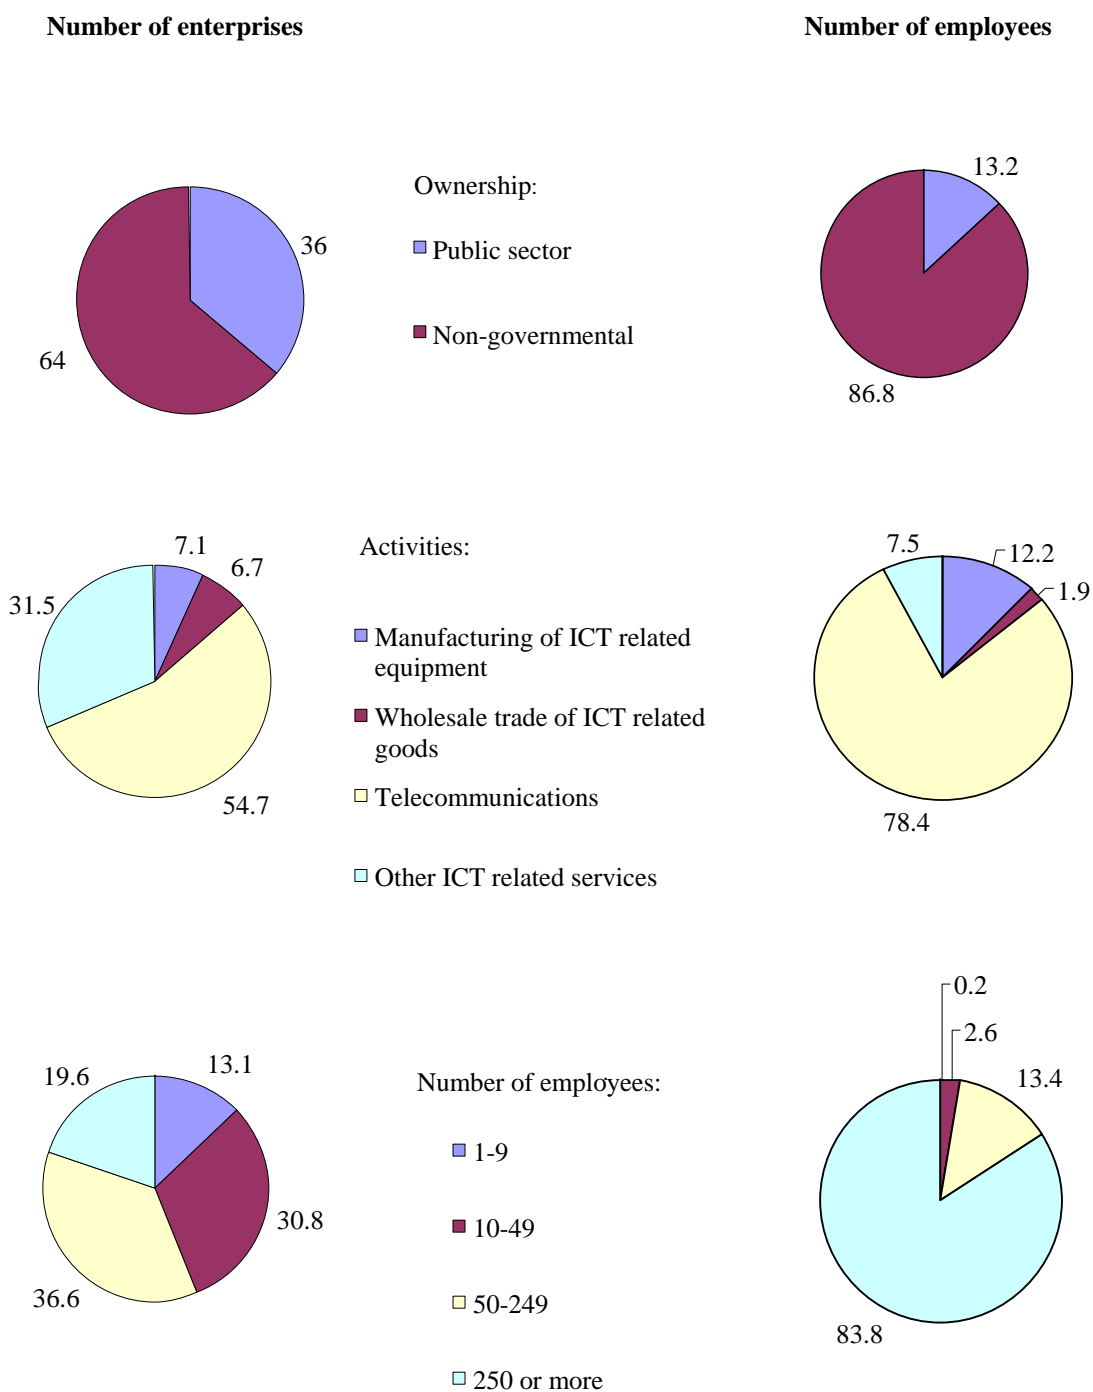 Number of enterprises
Number of employees
Ownership:
Public sector
Non-governmental
36
64
13.2
86.8
Activities:
Manufacturing of ICT related
equipment
Wholesale trade of ICT related
goods
Telecommunications
Other ICT related services
7.1
6.7
31.5
54.7
7.5
12.2
1.9
78.4
Number of employees:
1-9
10-49
50-249
250 or more
19.6
13.1
30.8
36.6
0.2
2.6
13.4
83.8